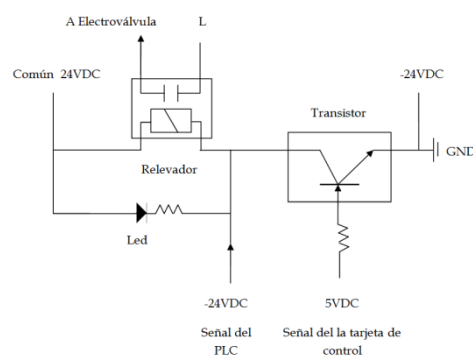 A Electroválvula
L
Común 24VDC
-24VDC
Transistor
GND
Relevador
Led
-24VDC
5VDC
Señal del
PLC
Señal del la tarjeta de
control